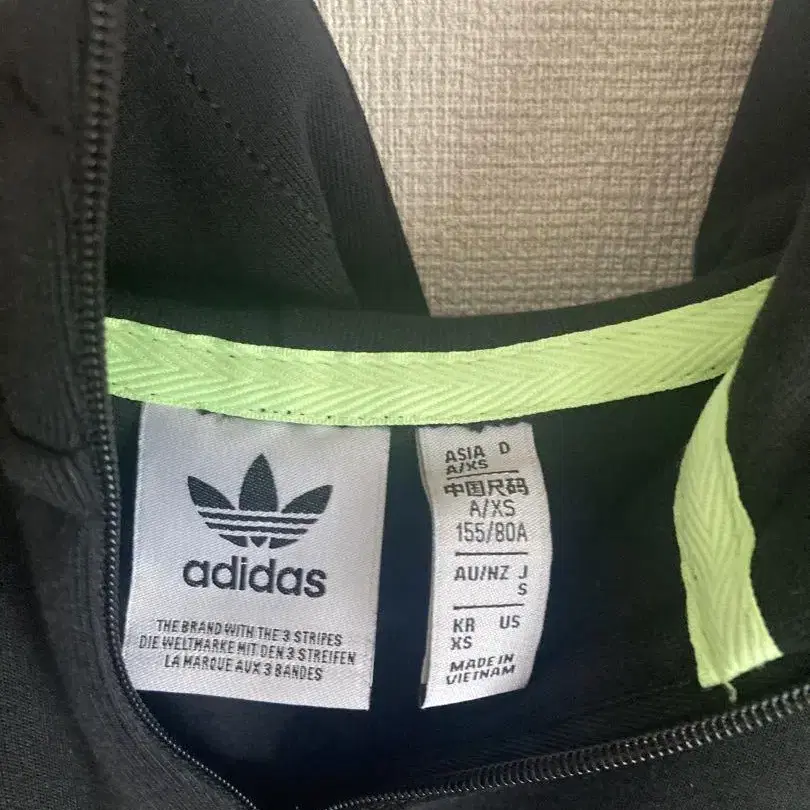 adidas
THE BRAND WITH THE 3 STRIPES
DIE WELTMARKE MIT DEN 3 STREIFEN
LA MARQUE AUX 3 BANDES
ASIA D
A/XS
中国尺码
A/XS
155/80A
AU/NZ J
S
KR US
XS
MADE IN
VIETNAM